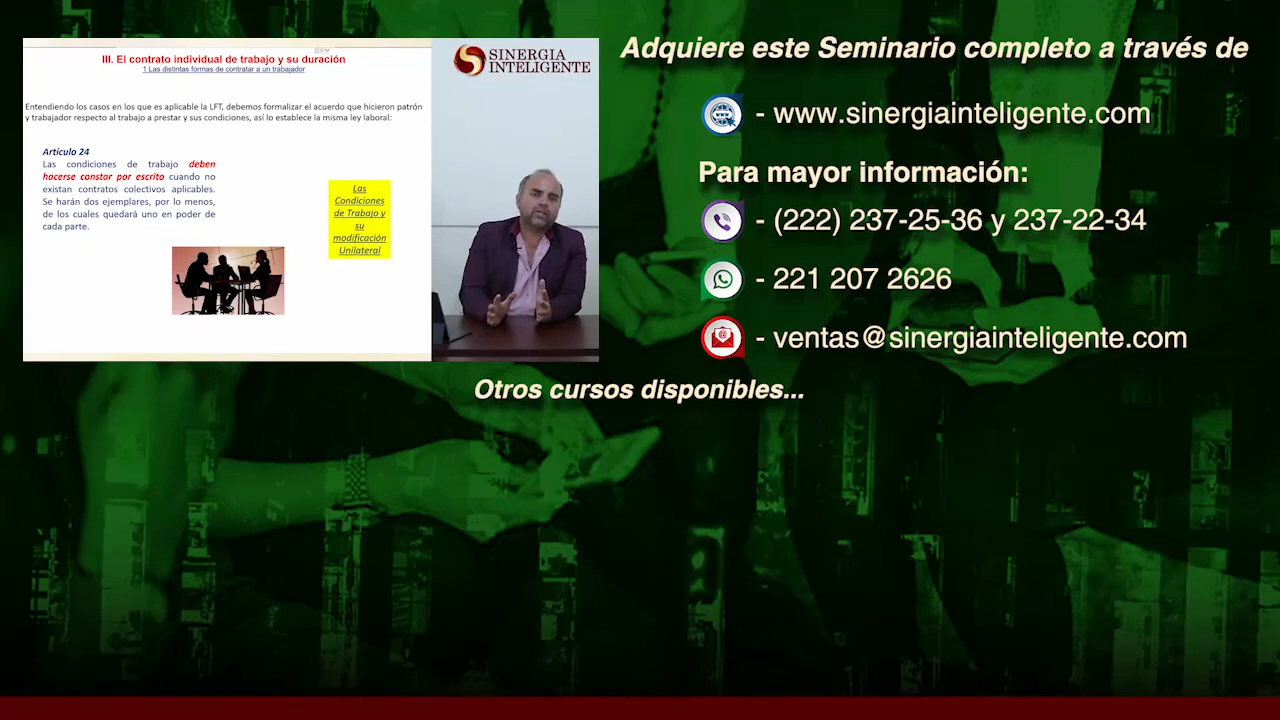 III. El contrato individual de trabajo y su duración
1 Las distintas formas de contratar a un trabajador
Entendiendo los casos en los que es aplicable la LFT, debemos formalizar el acuerdo que hicieron patrón
y trabajador respecto al trabajo a prestar y sus condiciones, así lo establece la misma ley laboral:
Artículo 24
Las condiciones de trabajo deben
hacerse constar por escrito cuando no
existan contratos colectivos aplicables.
Se harán dos ejemplares, por lo menos,
de los cuales quedará uno en poder de
cada parte.
Las
Condiciones
de Trabajo y
su
modificación
Unilateral
SINERGIA
INTELIGENTE
Adquiere este Seminario completo a través de
- www.sinergiainteligente.com
Para mayor información:
- (222) 237-25-36 y 237-22-34
- 221 207 2626
- ventas@sinergiainteligente.com
Otros cursos disponibles...